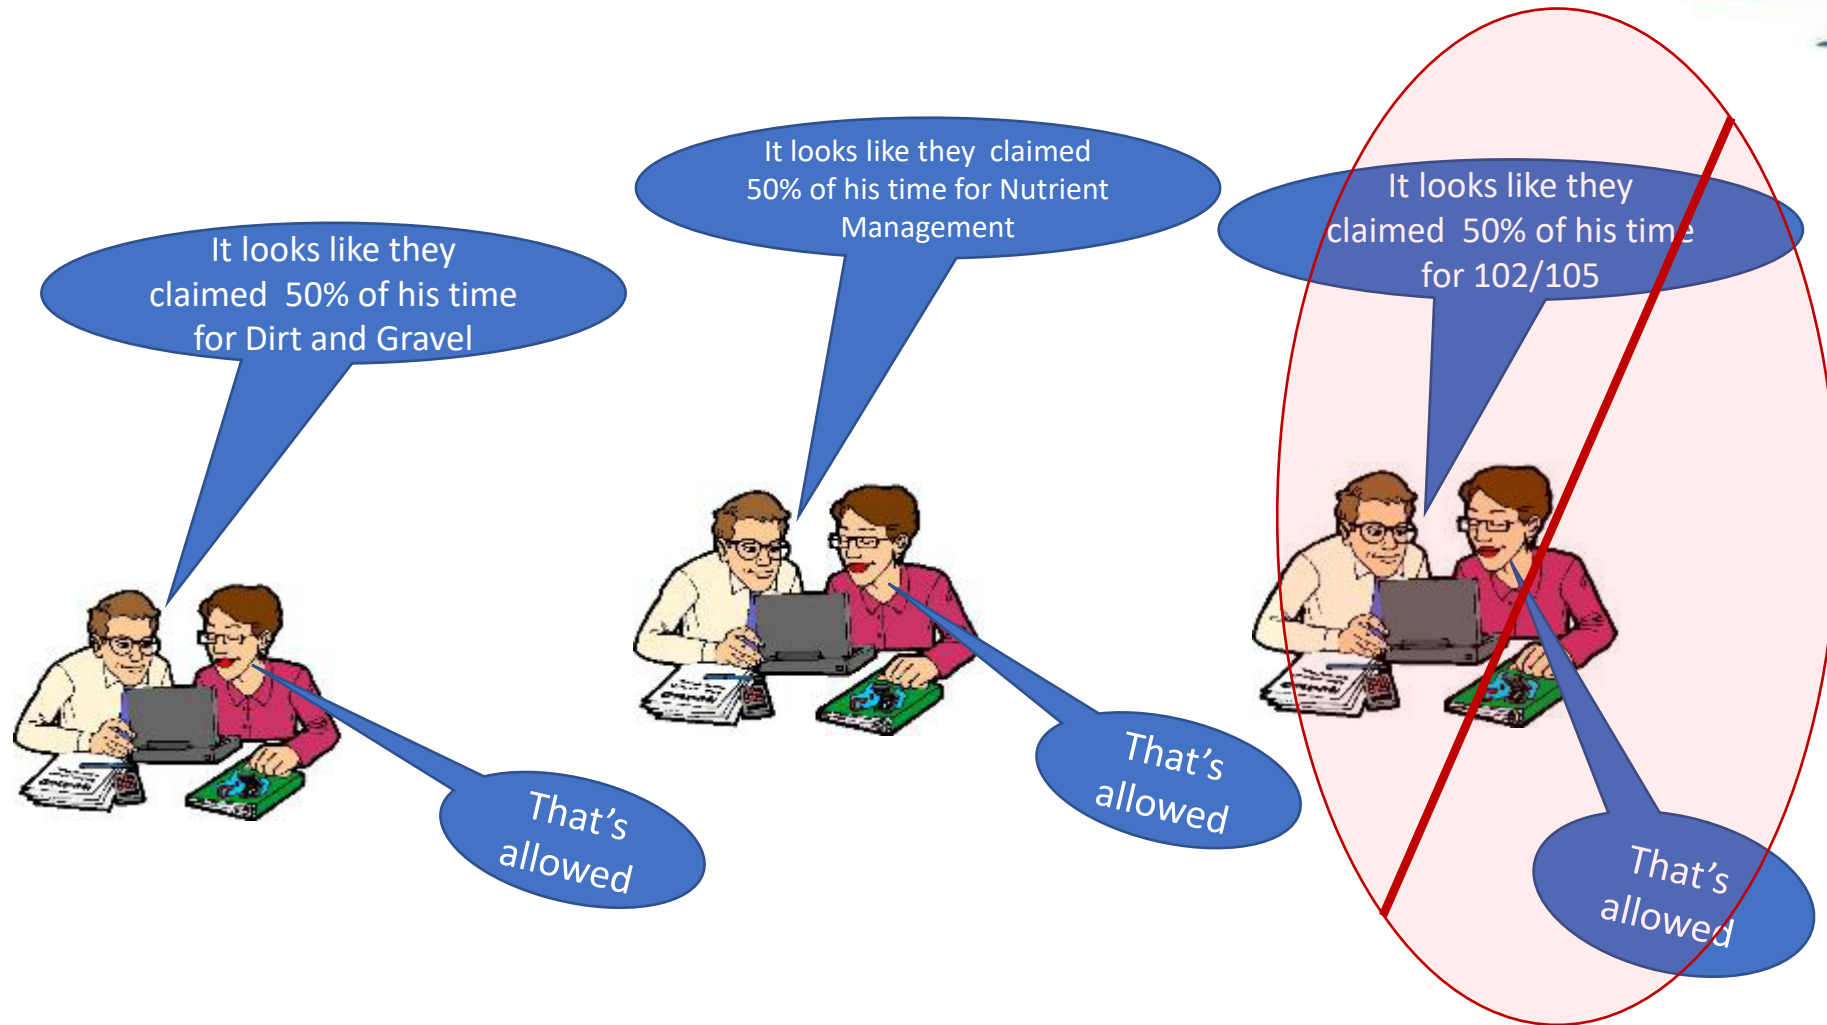 It looks like they
claimed  50% of his time
for Dirt and Gravel
That’s
allowed
It looks like they  claimed
50% of his time for Nutrient
Management
That’s
allowed
It looks like they
claimed  50% of his time
for 102/105
That’s
allowed